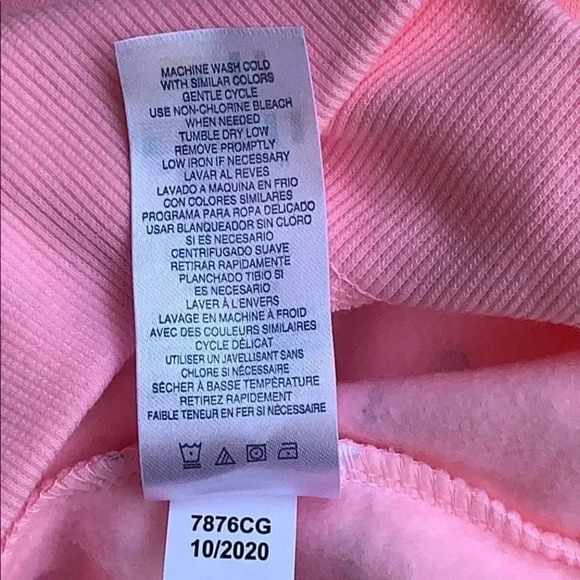 MACHINE WASH COLD
WITH SIMILAR COLORS
GENTLE CYCLE
USE NON-CHLORINE BLEACH
WHEN NEEDED
TUMBLE DRY LOW
REMOVE PROMPTLY
LOW IRON IF NECESSARY
LAVAR AL REVES
LAVADO A MAQUINA EN FRIO
CON COLORES SIMILARES
PROGRAMA PARA ROPA DELICADO
USAR BLANQUEADOR SIN CLORO
SI ES NECESARIO
CENTRIFUGADO SUAVE
RETIRAR RAPIDAMENTE
PLANCHADO TIBIO SI
ES NECESARIO
LAVER À L'ENVERS
LAVAGE EN MACHINE À FROID
AVEC DES COULEURS SIMILAIRES
CYCLE DÉLICAT
UTILISER UN JAVELLISANT SANS
CHLORE SI NÉCESSAIRE
SÉCHER À BASSE TEMPÉRATURE
RETIREZ RAPIDEMENT
FAIBLE TENEUR EN FER SI NÉCESSAIRE
7876CG
10/2020